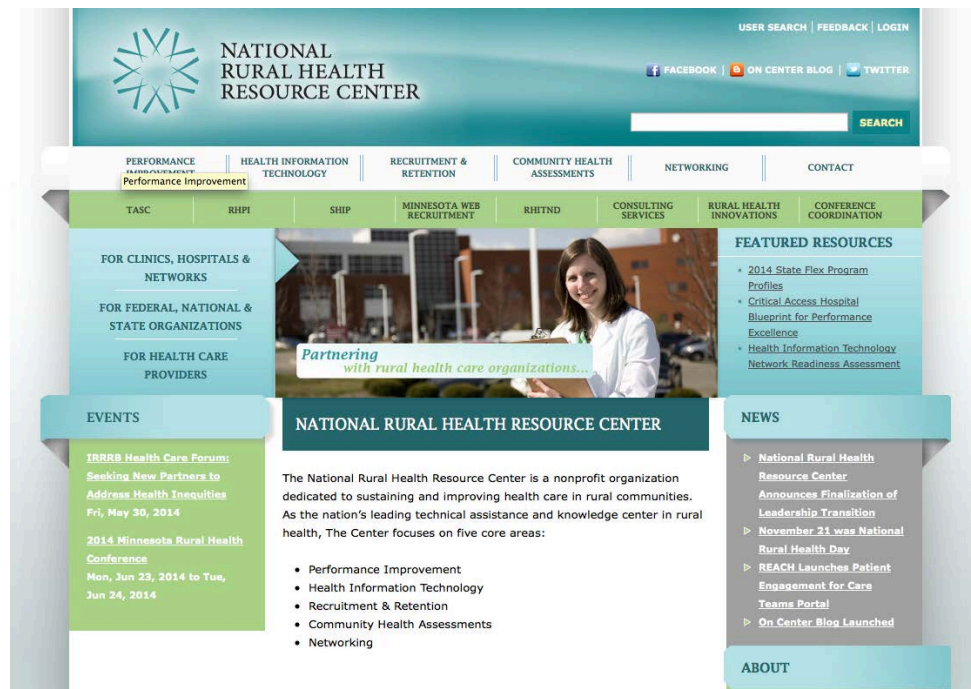 USER SEARCH | FEEDBACK | LOGIN
NATIONAL
RURAL HEALTH
RESOURCE CENTER
FACEBOOK | ON CENTER BLOG | TWITTER
SEARCH
PERFORMANCE
IMPROVEMENT
HEALTH INFORMATION
TECHNOLOGY
RECRUITMENT &
RETENTION
COMMUNITY HEALTH
ASSESSMENTS
NETWORKING
CONTACT
Performance Improvement
TASC
RHPI
SHIP
MINNESOTA WEB
RECRUITMENT
RHITND
CONSULTING
SERVICES
RURAL HEALTH
INNOVATIONS
CONFERENCE
COORDINATION
FOR CLINICS, HOSPITALS &
NETWORKS
FOR FEDERAL, NATIONAL &
STATE ORGANIZATIONS
FOR HEALTH CARE
PROVIDERS
Partnering
with rural health care organizations...
FEATURED RESOURCES
• 2014 State Flex Program
Profiles
• Critical Access Hospital
Blueprint for Performance
Excellence
• Health Information Technology
Network Readiness Assessment
EVENTS
IRRRB Health Care Forum:
Seeking New Partners to
Address Health Inequities
Fri, May 30, 2014
2014 Minnesota Rural Health
Conference
Mon, Jun 23, 2014 to Tue,
Jun 24, 2014
NATIONAL RURAL HEALTH RESOURCE CENTER
The National Rural Health Resource Center is a nonprofit organization
dedicated to sustaining and improving health care in rural communities.
As the nation's leading technical assistance and knowledge center in rural
health, The Center focuses on five core areas:
• Performance Improvement
• Health Information Technology
• Recruitment & Retention
• Community Health Assessments
• Networking
NEWS
National Rural Health
Resource Center
Announces Finalization of
Leadership Transition
November 21 was National
Rural Health Day
REACH Launches Patient
Engagement for Care
Teams Portal
On Center Blog Launched
ABOUT